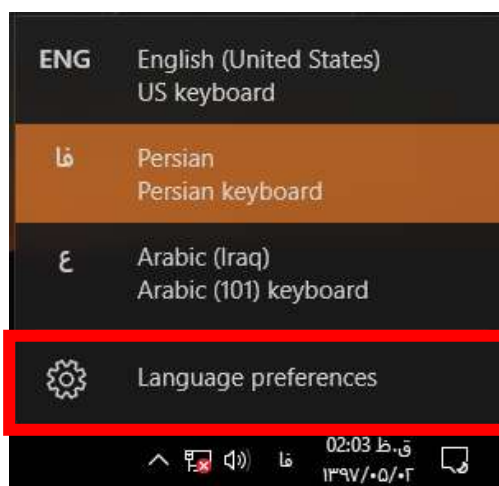 ENG English (United States)
US keyboard
فا Persian
Persian keyboard
ع Arabic (Iraq)
Arabic (101) keyboard
Language preferences
فا 02:03 ق.ظ
۱۳۹۷/۰۵/۰۲